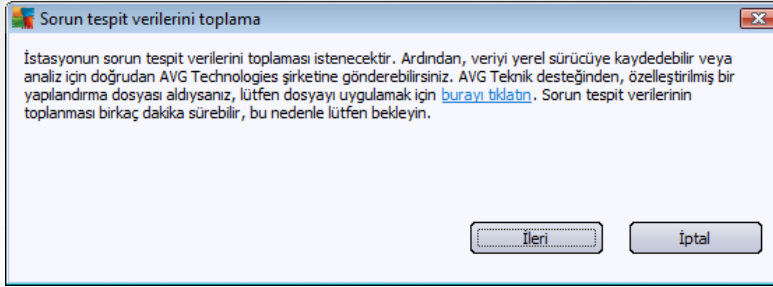 Sorun tespit verilerini toplama
İstasyonun sorun tespit verilerini toplaması istenecektir. Ardından, veriyi yerel sürücüye kaydedebilir veya
analiz için doğrudan AVG Technologies şirketine gönderebilirsiniz. AVG Teknik desteğinden, özelleştirilmiş bir
yapılandırma dosyası aldıysanız, lütfen dosyayı uygulamak için burayı tıklatın. Sorun tespit verilerinin
toplanması birkaç dakika sürebilir, bu nedenle lütfen bekleyin.
İleri
İptal